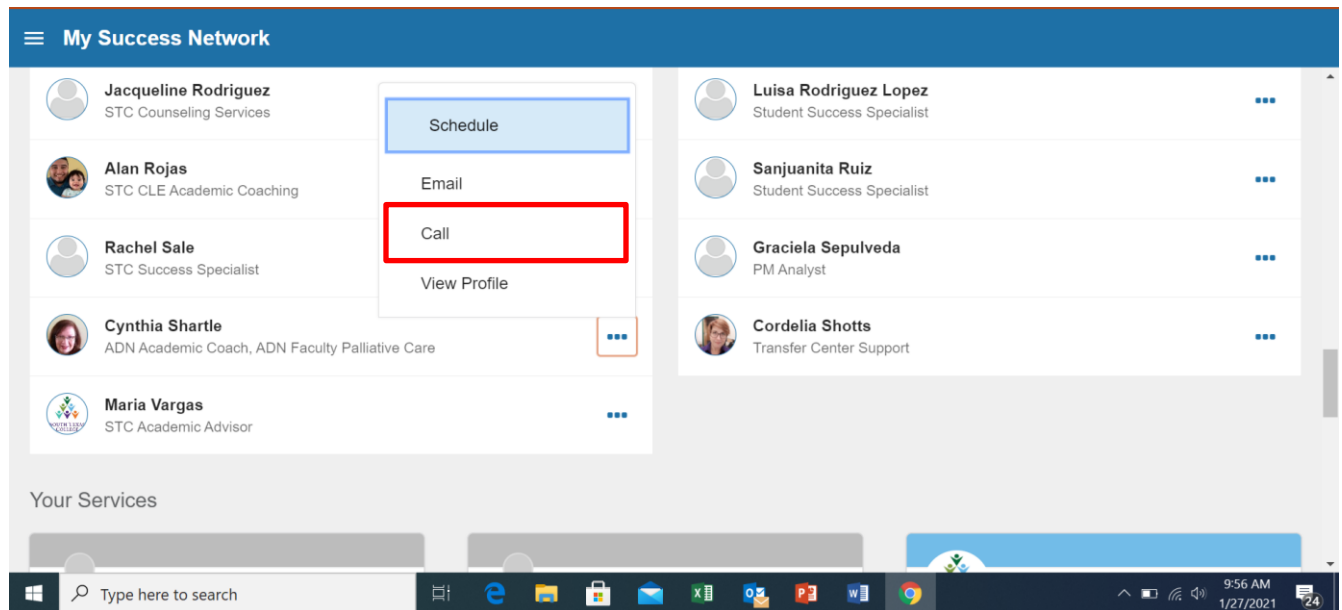 My Success Network
Jacqueline Rodriguez
STC Counseling Services
Alan Rojas
STC CLE Academic Coaching
Rachel Sale
STC Success Specialist
Cynthia Shartle
ADN Academic Coach, ADN Faculty Palliative Care
Maria Vargas
STC Academic Advisor
Schedule
Email
Call
View Profile
Luisa Rodriguez Lopez
Student Success Specialist
Sanjuanita Ruiz
Student Success Specialist
Graciela Sepulveda
PM Analyst
Cordelia Shotts
Transfer Center Support
Your Services
Type here to search
9:56 AM
1/27/2021
24